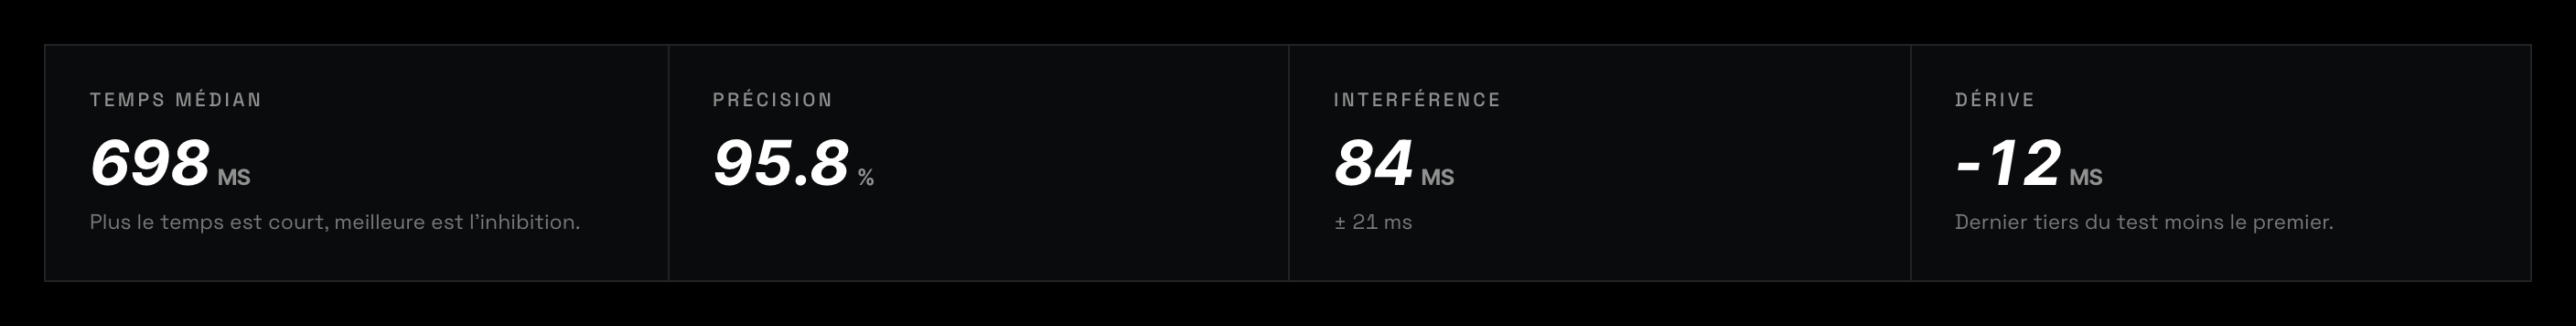 TEMPS MÉDIAN
698 MS
Plus le temps est court, meilleure est l'inhibition.
PRÉCISION
95.8 %
INTERFÉRENCE
84 MS
± 21 ms
DÉRIVE
-12 MS
Dernier tiers du test moins le premier.